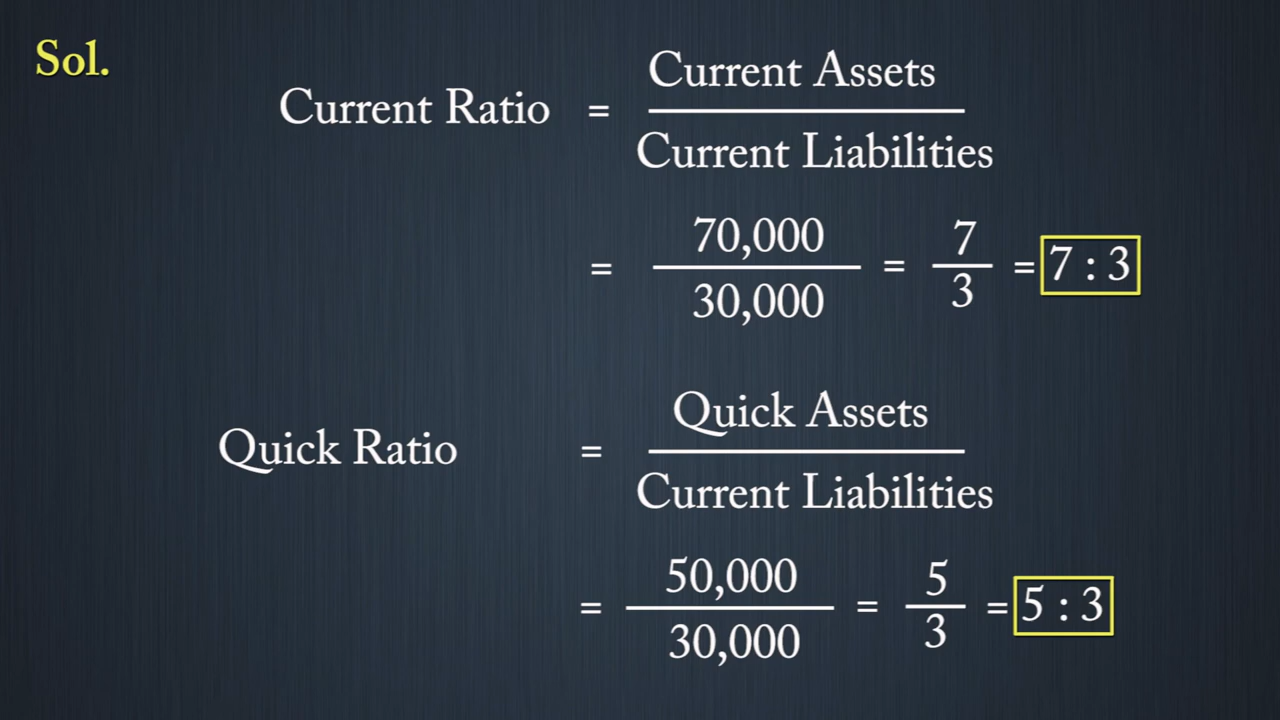 Sol.
Current Assets
Current Ratio =
Current Liabilities
70,000
= = 7 = 7 : 3
30,000 3
Quick Assets
Quick Ratio =
Current Liabilities
50,000
= = 5 = 5 : 3
30,000 3